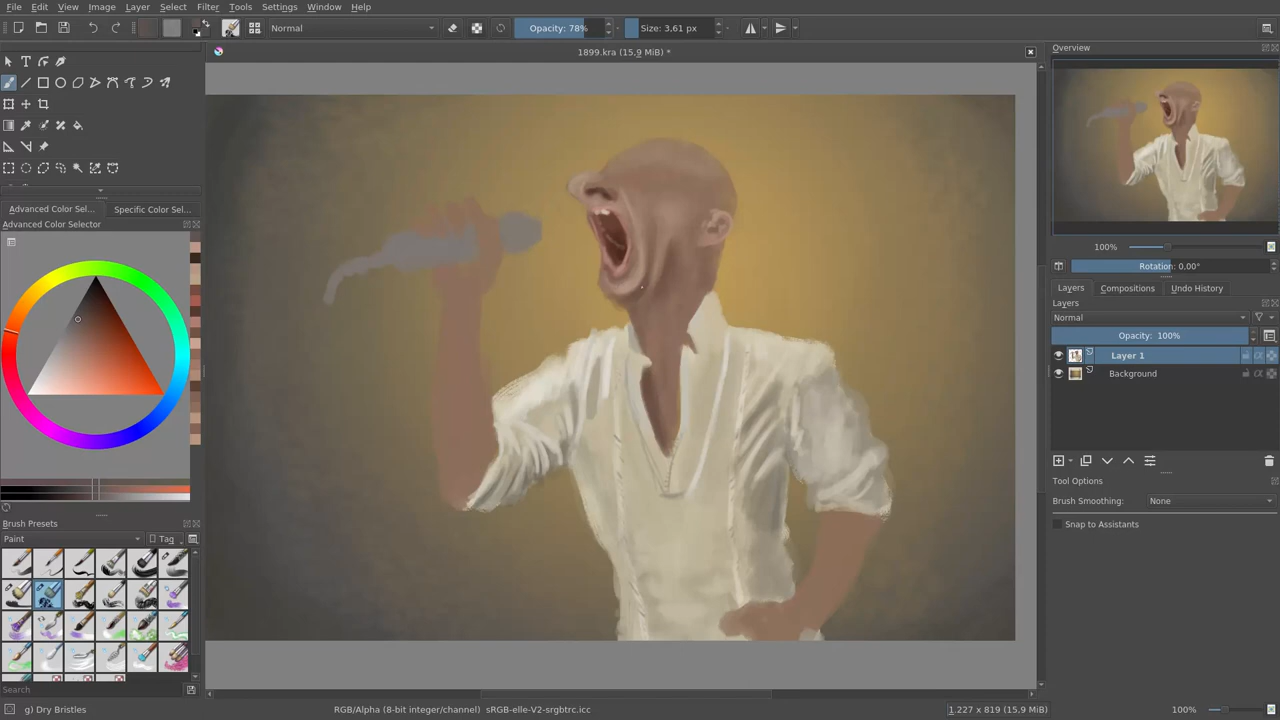 File Edit View Image Layer Select Filter Tools Settings Window Help
Normal Opacity: 78% Size: 3.61 px
1899.kra (15,9 MiB) *
Overview
100%
Rotation: 0.00°
Advanced Color Sel... Specific Color Sel...
Advanced Color Selector
Layers Compositions Undo History
Layers
Normal
Opacity: 100%
Layer 1
Background
Tool Options
Brush Smoothing: None
Snap to Assistants
Brush Presets
Paint Tag
Search
g) Dry Bristles RGB/Alpha (8-bit integer/channel) sRGB-elle-V2-srgbtrc.icc 1.227 x 819 (15,9 MiB) 100%